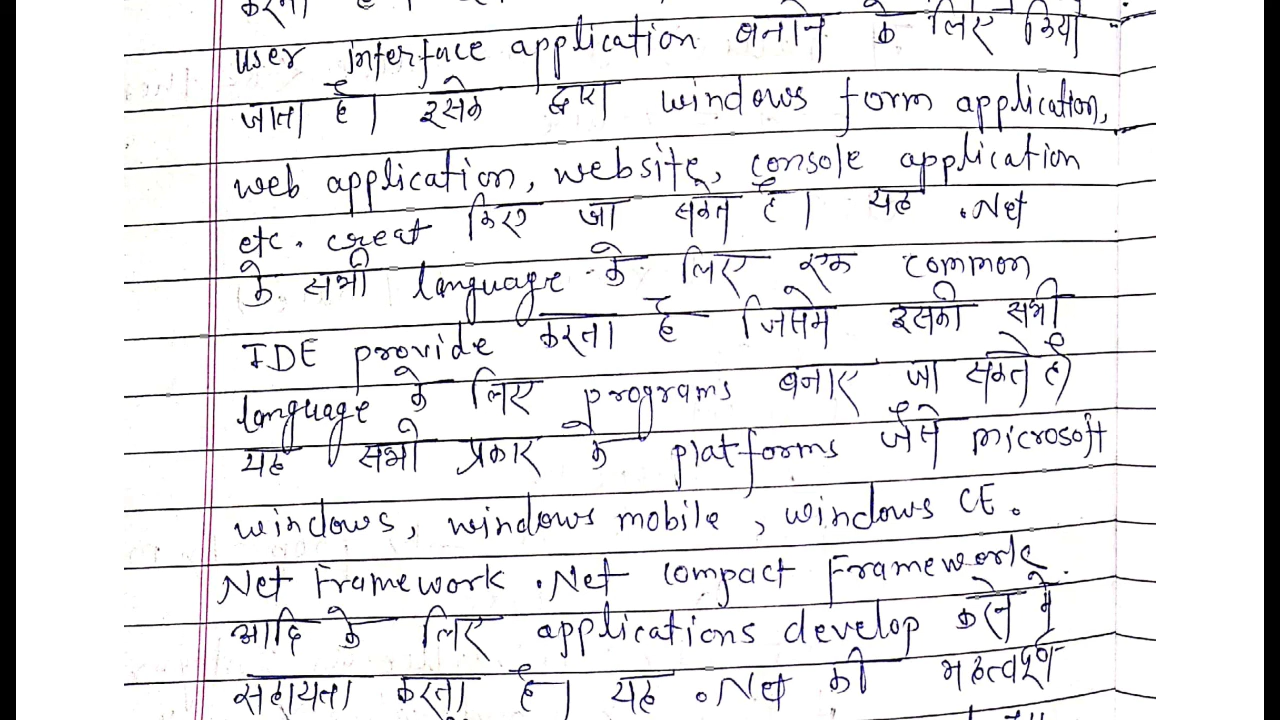 करता है।
user interface application बनाने के लिए किया
जाता है। इसके द्वारा windows form application,
web application, website, console application
etc. creat किए जा सकते है। यह .Net
के सभी language के लिए एक common
IDE provide करता है जिसमे इसकी सभी
language के लिए programs बनाए जा सकते है।
यह सभी प्रकार के platforms जैसे microsoft
windows, windows mobile, windows CE.
Net Framework .Net compact Framework
आदि के लिए applications develop करने मे
सहायता करता है। यह .Net की महत्वपूर्ण